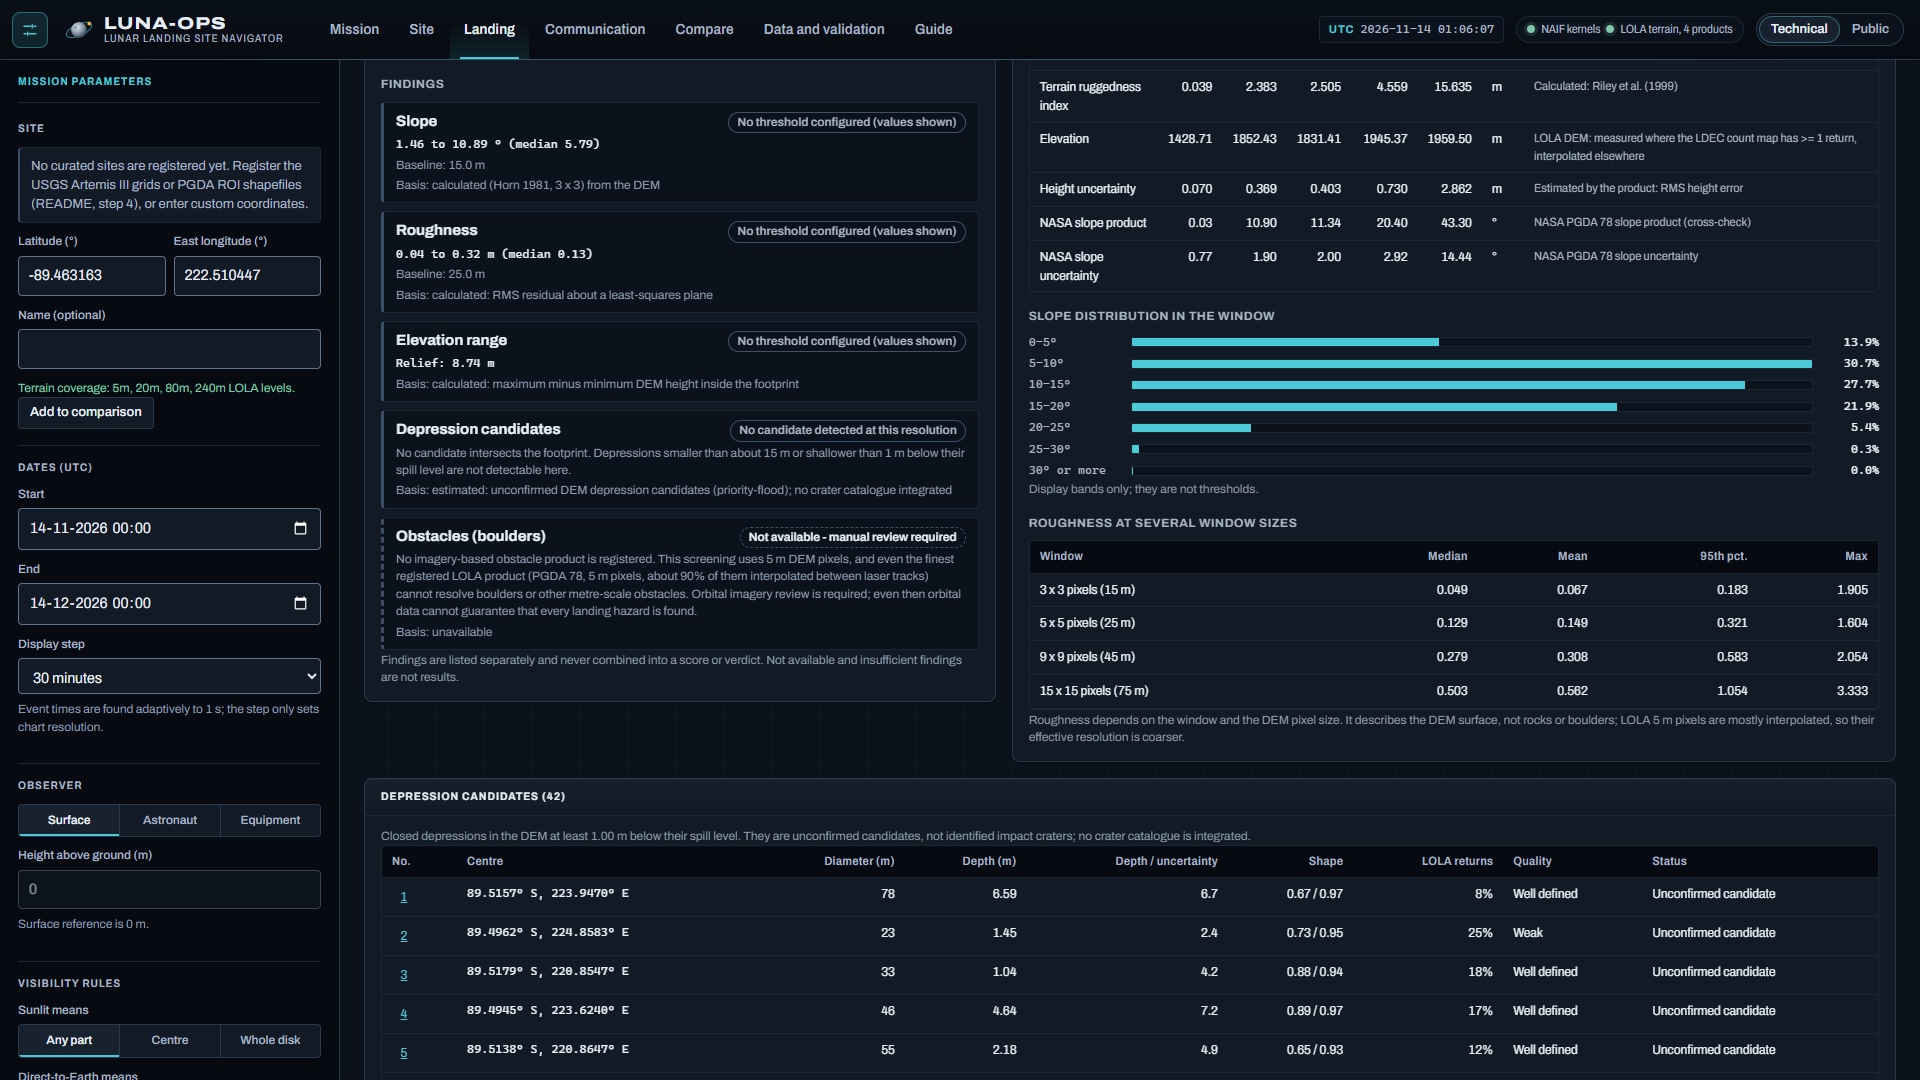 LUNA-OPS
LUNAR LANDING SITE NAVIGATOR
Mission
Site
Landing
Communication
Compare
Data and validation
Guide
UTC 2026-11-14 01:06:07
NAIF kernels
LOLA terrain, 4 products
Technical
Public
MISSION PARAMETERS
SITE
No curated sites are registered yet. Register the
USGS Artemis III grids or PGDA ROI shapefiles
(README, step 4), or enter custom coordinates.
Latitude (°)
East longitude (°)
-89.463163
222.510447
Name (optional)
Terrain coverage: 5m, 20m, 80m, 240m LOLA levels.
Add to comparison
DATES (UTC)
Start
14-11-2026 00:00
End
14-12-2026 00:00
Display step
30 minutes
Event times are found adaptively to 1 s; the step only sets
chart resolution.
OBSERVER
Surface
Astronaut
Equipment
Height above ground (m)
0
Surface reference is 0 m.
VISIBILITY RULES
Sunlit means
Any part
Centre
Whole disk
Direct-to-Earth means
FINDINGS
Slope
No threshold configured (values shown)
1.46 to 10.89 ° (median 5.79)
Baseline: 15.0 m
Basis: calculated (Horn 1981, 3 x 3) from the DEM
Roughness
No threshold configured (values shown)
0.04 to 0.32 m (median 0.13)
Baseline: 25.0 m
Basis: calculated: RMS residual about a least-squares plane
Elevation range
No threshold configured (values shown)
Relief: 8.74 m
Basis: calculated: maximum minus minimum DEM height inside the footprint
Depression candidates
No candidate detected at this resolution
No candidate intersects the footprint. Depressions smaller than about 15 m or shallower than 1 m below their
spill level are not detectable here.
Basis: estimated: unconfirmed DEM depression candidates (priority-flood); no crater catalogue integrated
Obstacles (boulders)
Not available - manual review required
No imagery-based obstacle product is registered. This screening uses 5 m DEM pixels, and even the finest
registered LOLA product (PGDA 78, 5 m pixels, about 90% of them interpolated between laser tracks)
cannot resolve boulders or other metre-scale obstacles. Orbital imagery review is required; even then orbital
data cannot guarantee that every landing hazard is found.
Basis: unavailable
Findings are listed separately and never combined into a score or verdict. Not available and insufficient findings
are not results.
Terrain ruggedness
index
0.039 2.383 2.505 4.559 15.635 m Calculated: Riley et al. (1999)
Elevation 1428.71 1852.43 1831.41 1945.37 1959.50 m LOLA DEM: measured where the LDEC count map has >= 1 return,
interpolated elsewhere
Height uncertainty 0.070 0.369 0.403 0.730 2.862 m Estimated by the product: RMS height error
NASA slope product 0.03 10.90 11.34 20.40 43.30 ° NASA PGDA 78 slope product (cross-check)
NASA slope
uncertainty
0.77 1.90 2.00 2.92 14.44 ° NASA PGDA 78 slope uncertainty
SLOPE DISTRIBUTION IN THE WINDOW
0–5° 13.9%
5–10° 30.7%
10–15° 27.7%
15–20° 21.9%
20–25° 5.4%
25–30° 0.3%
30° or more 0.0%
Display bands only; they are not thresholds.
ROUGHNESS AT SEVERAL WINDOW SIZES
Window Median Mean 95th pct. Max
3 x 3 pixels (15 m) 0.049 0.067 0.183 1.905
5 x 5 pixels (25 m) 0.129 0.149 0.321 1.604
9 x 9 pixels (45 m) 0.279 0.308 0.583 2.054
15 x 15 pixels (75 m) 0.503 0.562 1.054 3.333
Roughness depends on the window and the DEM pixel size. It describes the DEM surface, not rocks or boulders; LOLA 5 m pixels are mostly interpolated, so their
effective resolution is coarser.
DEPRESSION CANDIDATES (42)
Closed depressions in the DEM at least 1.00 m below their spill level. They are unconfirmed candidates, not identified impact craters; no crater catalogue is integrated.
No. Centre Diameter (m) Depth (m) Depth / uncertainty Shape LOLA returns Quality Status
1 89.5157° S, 223.9470° E 78 6.59 6.7 0.67 / 0.97 8% Well defined Unconfirmed candidate
2 89.4962° S, 224.8583° E 23 1.45 2.4 0.73 / 0.95 25% Weak Unconfirmed candidate
3 89.5179° S, 220.8547° E 33 1.04 4.2 0.88 / 0.94 18% Well defined Unconfirmed candidate
4 89.4945° S, 223.6240° E 46 4.64 7.2 0.89 / 0.97 17% Well defined Unconfirmed candidate
5 89.5138° S, 220.8647° E 55 2.18 4.9 0.65 / 0.93 12% Well defined Unconfirmed candidate